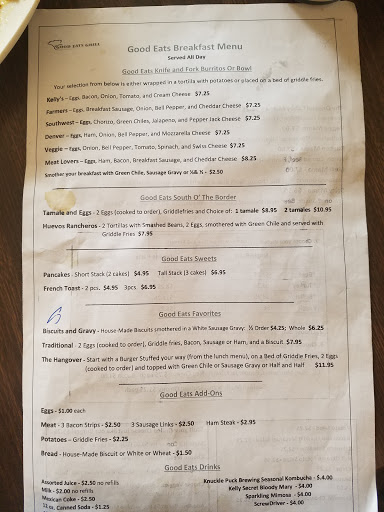 GOOD EATS GRILL
Good Eats Breakfast Menu
Served All Day
Good Eats Knife and Fork Burritos Or Bowl
Your selection from below is either wrapped in a tortilla with potatoes or placed on a bed of griddle fries.
Kelly's – Eggs, Bacon, Onion, Tomato, and Cream Cheese $7.25
Farmers – Eggs, Breakfast Sausage, Onion, Bell Pepper, and Cheddar Cheese $7.25
Southwest – Eggs, Chorizo, Green Chiles, Jalapeno, and Pepper Jack Cheese $7.25
Denver – Eggs, Ham, Onion, Bell Pepper, and Mozzarella Cheese $7.25
Veggie – Eggs, Onion, Bell Pepper, Tomato, Spinach, and Swiss Cheese $7.25
Meat Lovers – Eggs, Ham, Bacon, Breakfast Sausage, and Cheddar Cheese $8.25
Smother your breakfast with Green Chile, Sausage Gravy or ½& ½ - $2.50
Good Eats South O' The Border
Tamale and Eggs - 2 Eggs (cooked to order), Griddlefries and Choice of: 1 tamale $8.95 2 tamales $10.95
Huevos Rancheros - 2 Tortillas with Smashed Beans, 2 Eggs, smothered with Green Chile and served with
Griddle Fries $7.95
Good Eats Sweets
Pancakes - Short Stack (2 cakes) $4.95 Tall Stack (3 cakes) $6.95
French Toast - 2 pcs. $4.95 3pcs $6.95
Good Eats Favorites
Biscuits and Gravy - House-Made Biscuits smothered in a White Sausage Gravy: ½ Order $4.25; Whole $6.25
Traditional - 2 Eggs (cooked to order), Griddle fries, Bacon, Sausage or Ham, and a Biscuit $7.95
The Hangover - Start with a Burger Stuffed your way (from the lunch menu), on a Bed of Griddle Fries, 2 Eggs
(cooked to order) and topped with Green Chile or Sausage Gravy or Half and Half $11.95
Good Eats Add-Ons
Eggs - $1.00 each
Meat - 3 Bacon Strips - $2.50 3 Sausage Links - $2.50 Ham Steak - $2.95
Potatoes – Griddle Fries - $2.25
Bread - House-Made Biscuit or White or Wheat - $1.50
Good Eats Drinks
Assorted Juice - $2.50 no refills
Milk - $2.00 no refills
Mexican Coke - $2.50
12 oz. Canned Soda - $1.25
Knuckle Puck Brewing Seasonal Kombucha - $.4.00
Kelly Secret Bloody Mary - $4.00
Sparkling Mimosa - $4.00
ScrewDriver - $4.00